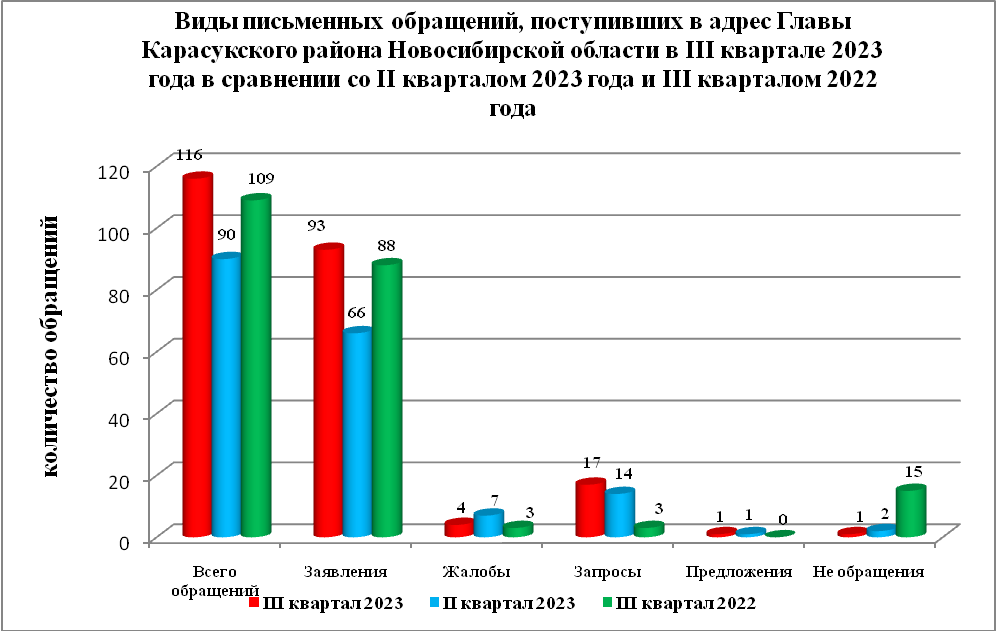 Виды письменных обращений, поступивших в адрес Главы
Карасукского района Новосибирской области в III квартале 2023
года в сравнении со II кварталом 2023 года и III кварталом 2022
года
количество обращений
120
100
80
60
40
20
0
116
90
109
93
66
88
4
7
3
17
14
3
1
1
0
1
2
15
Всего
обращений
Заявления
Жалобы
Запросы
Предложения
Не обращения
III квартал 2023
II квартал 2023
III квартал 2022